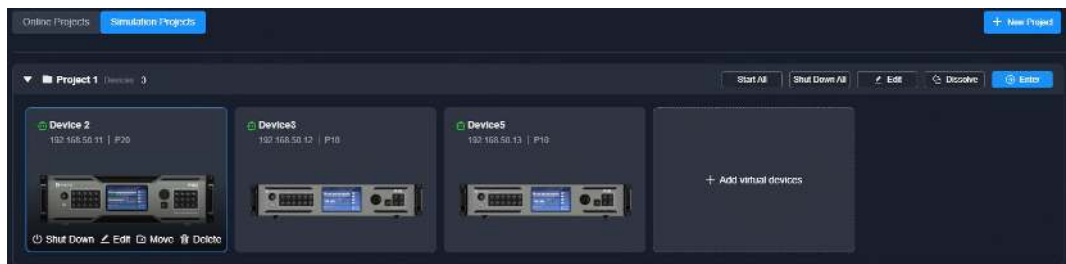 Online Projects Simulation Projects + New Project
Project 1 Devices 3 Start All Shut Down All Edit Dissolve Enter
Device 2 Device3 Device5
192.168.50.11 | P20 192.168.50.12 | P10 192.168.50.13 | P10
+ Add virtual devices
Shut Down Edit Move Delete